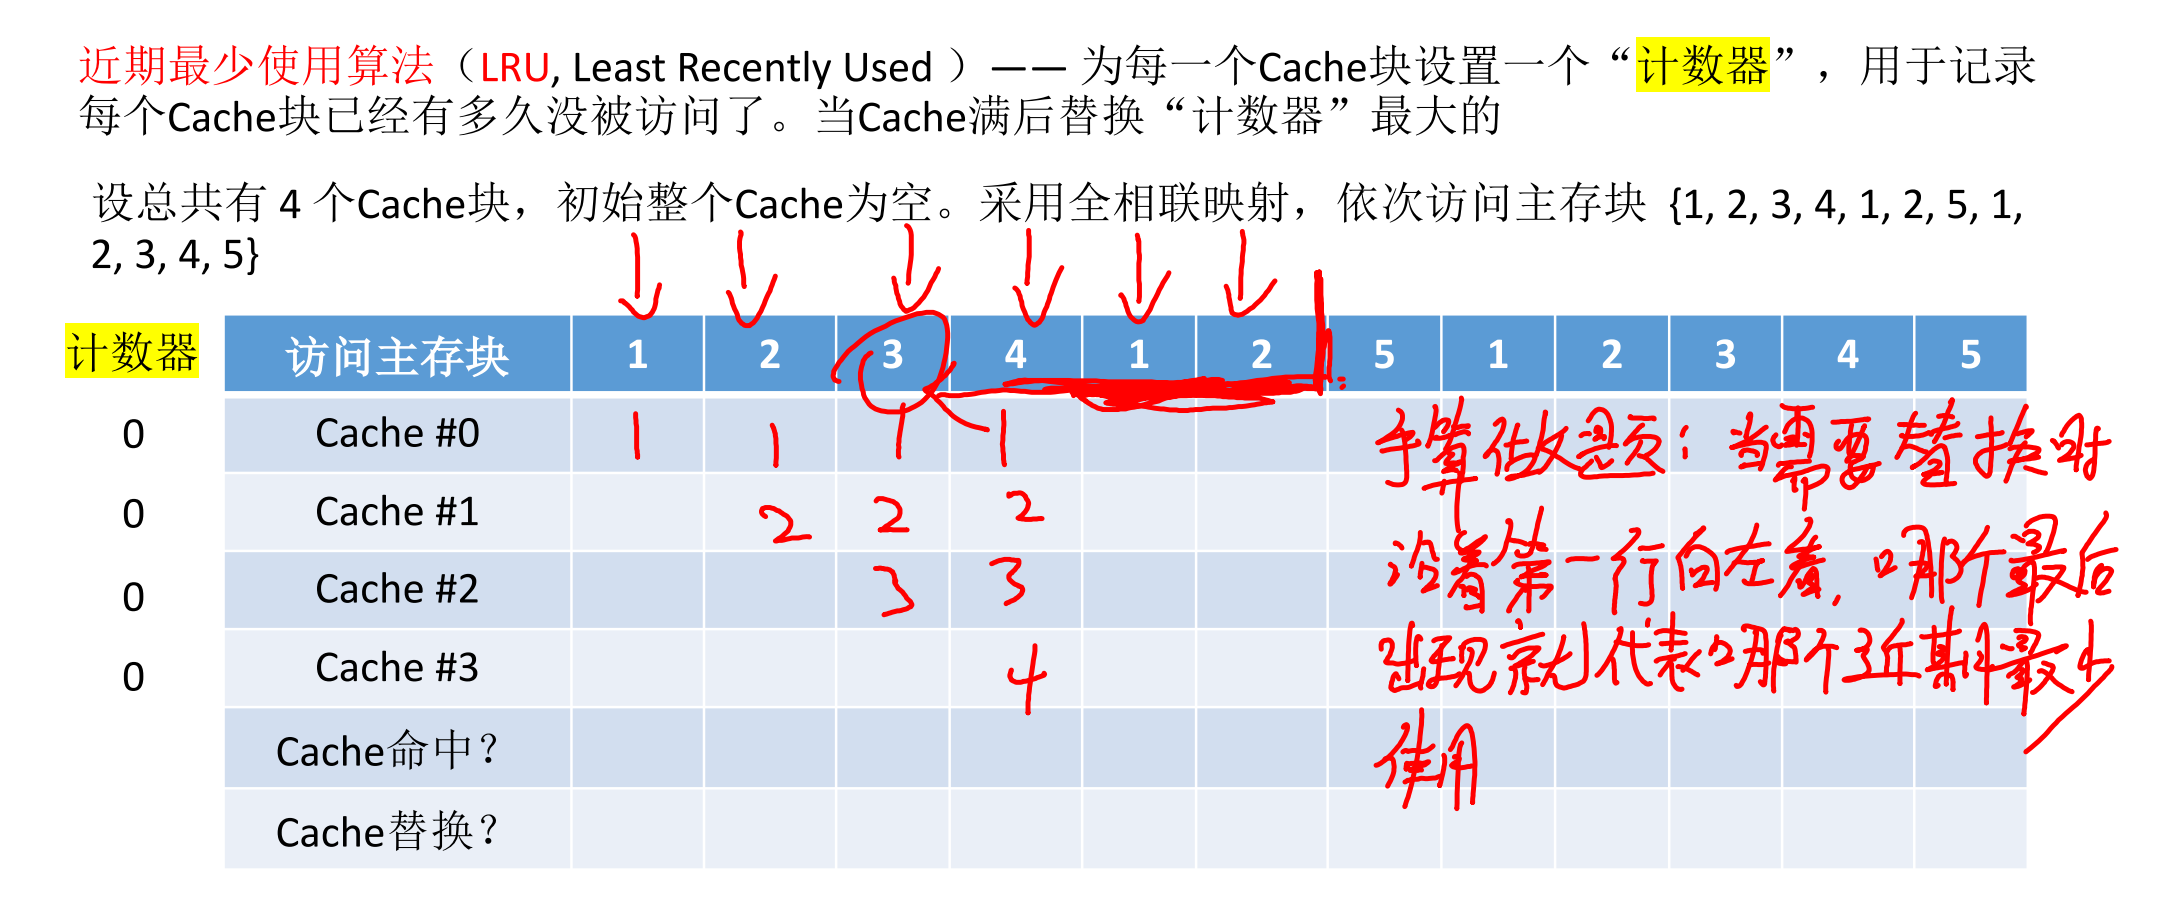 近期最少使用算法（LRU, Least Recently Used ）—— 为每一个Cache块设置一个“计数器”，用于记录
每个Cache块已经有多久没被访问了。当Cache满后替换“计数器”最大的
设总共有 4 个Cache块，初始整个Cache为空。采用全相联映射，依次访问主存块 {1, 2, 3, 4, 1, 2, 5, 1,
2, 3, 4, 5}
计数器 访问主存块 1 2 3 4 1 2 5 1 2 3 4 5
0 Cache #0 1 1 1 1
0 Cache #1 2 2 2
0 Cache #2 3 3
0 Cache #3 4
Cache命中？
Cache替换？
手算做题：当需要替换时
沿着第一行向左看，哪个最后
出现就代表哪个近期最少
使用